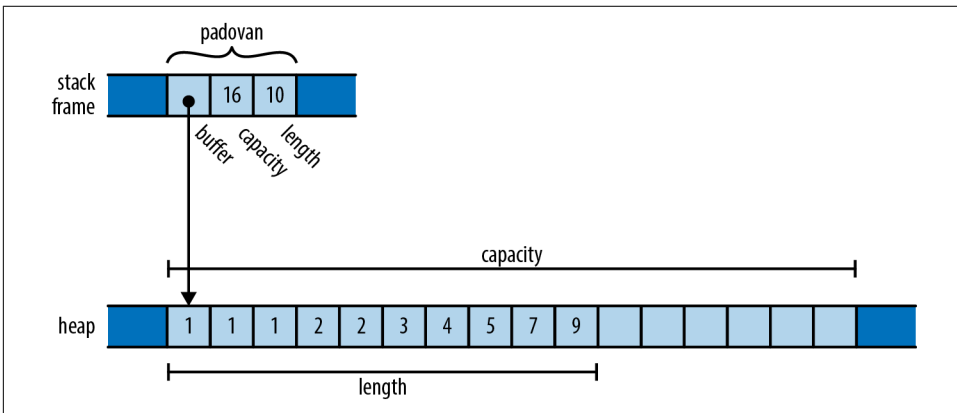 padovan
stack
frame
16 10
buffer
capacity
length
capacity
heap
1 1 1 2 2 3 4 5 7 9
length